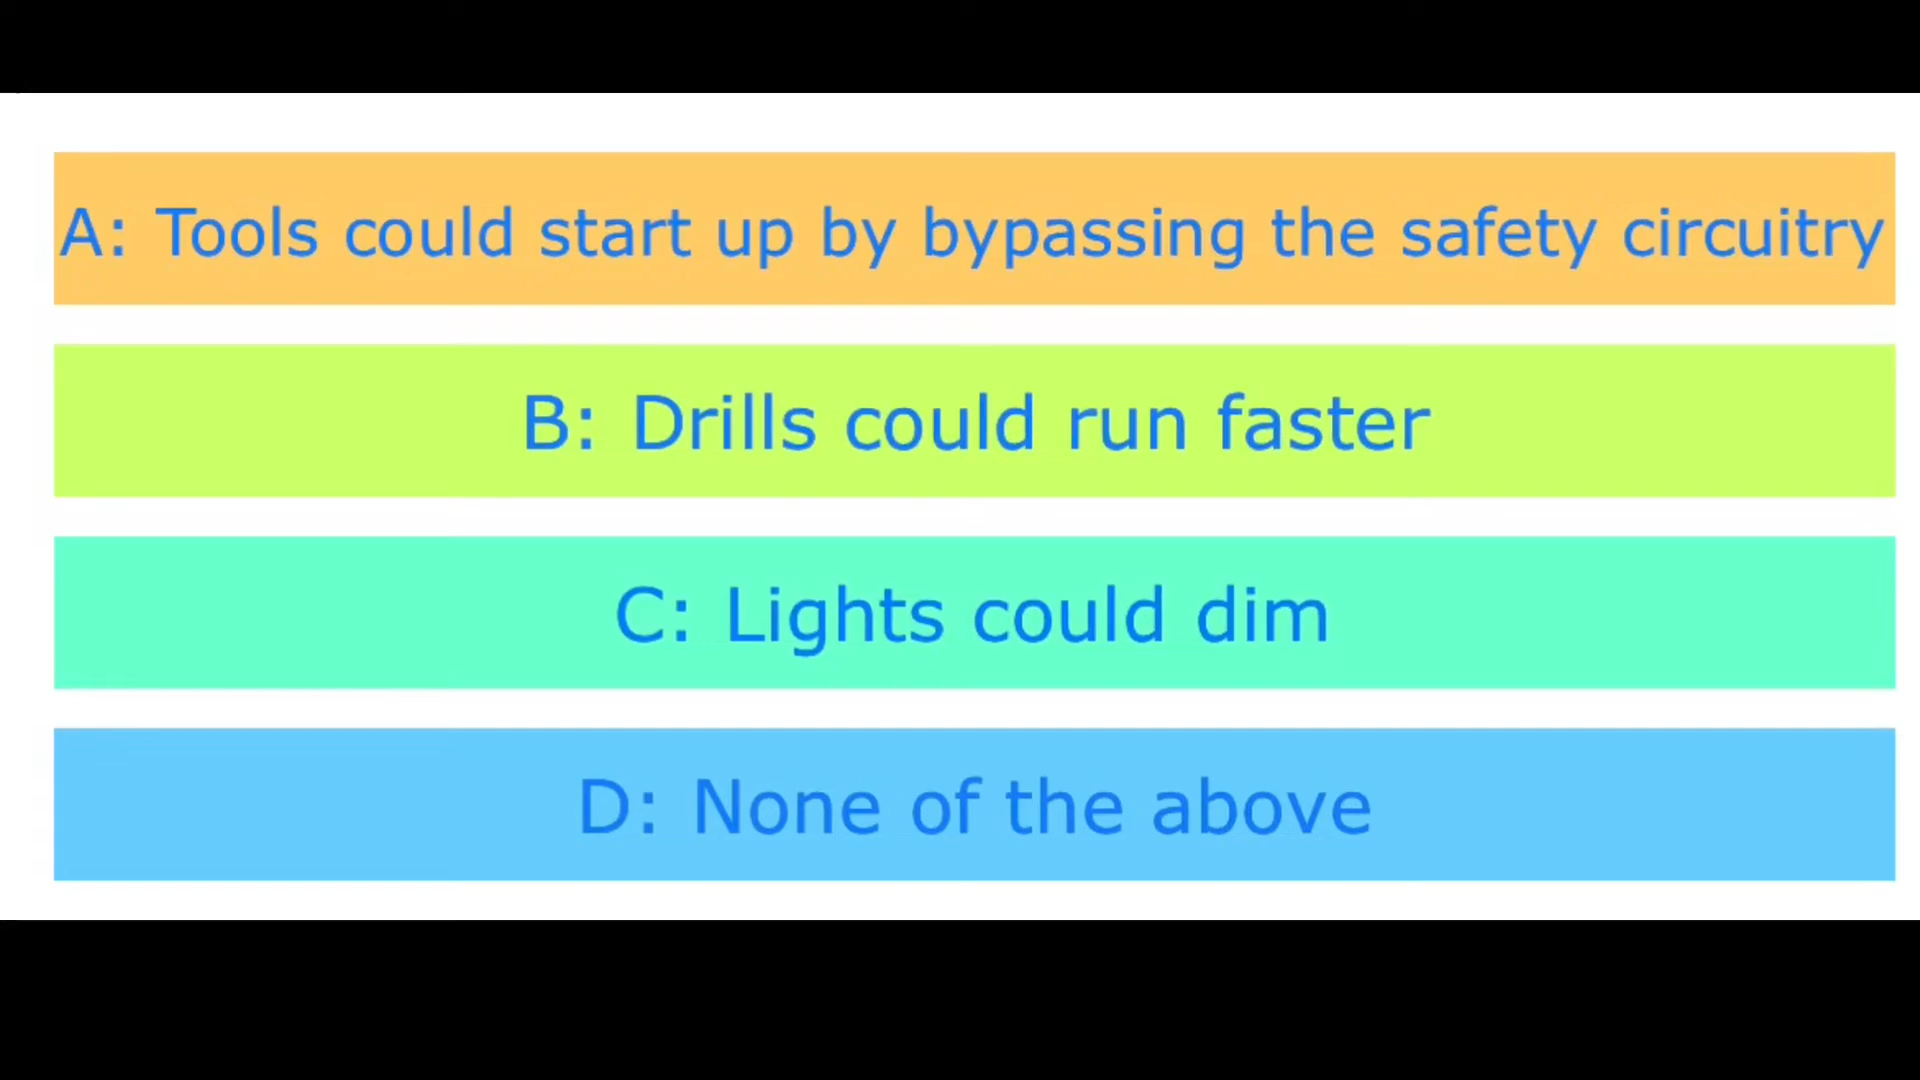 A: Tools could start up by bypassing the safety circuitry
B: Drills could run faster
C: Lights could dim
D: None of the above